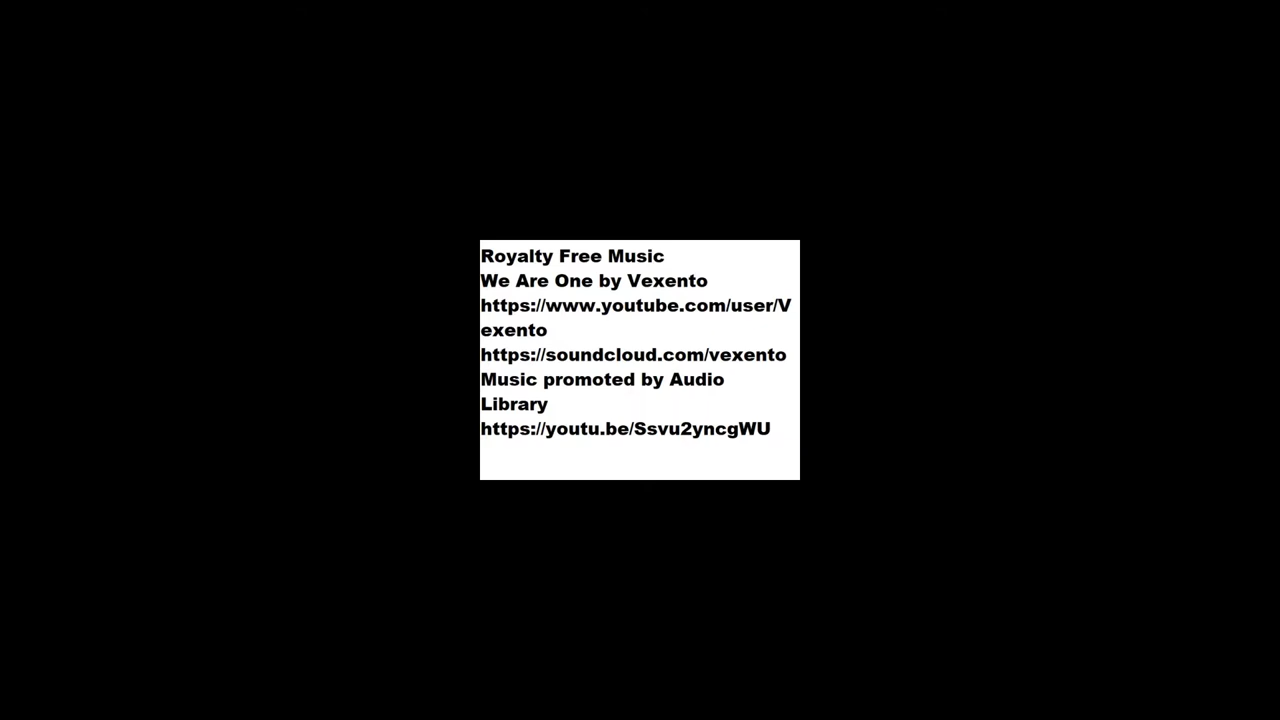 Royalty Free Music
We Are One by Vexento
https://www.youtube.com/user/V
exento
https://soundcloud.com/vexento
Music promoted by Audio
Library
https://youtu.be/Ssvu2yncgWU